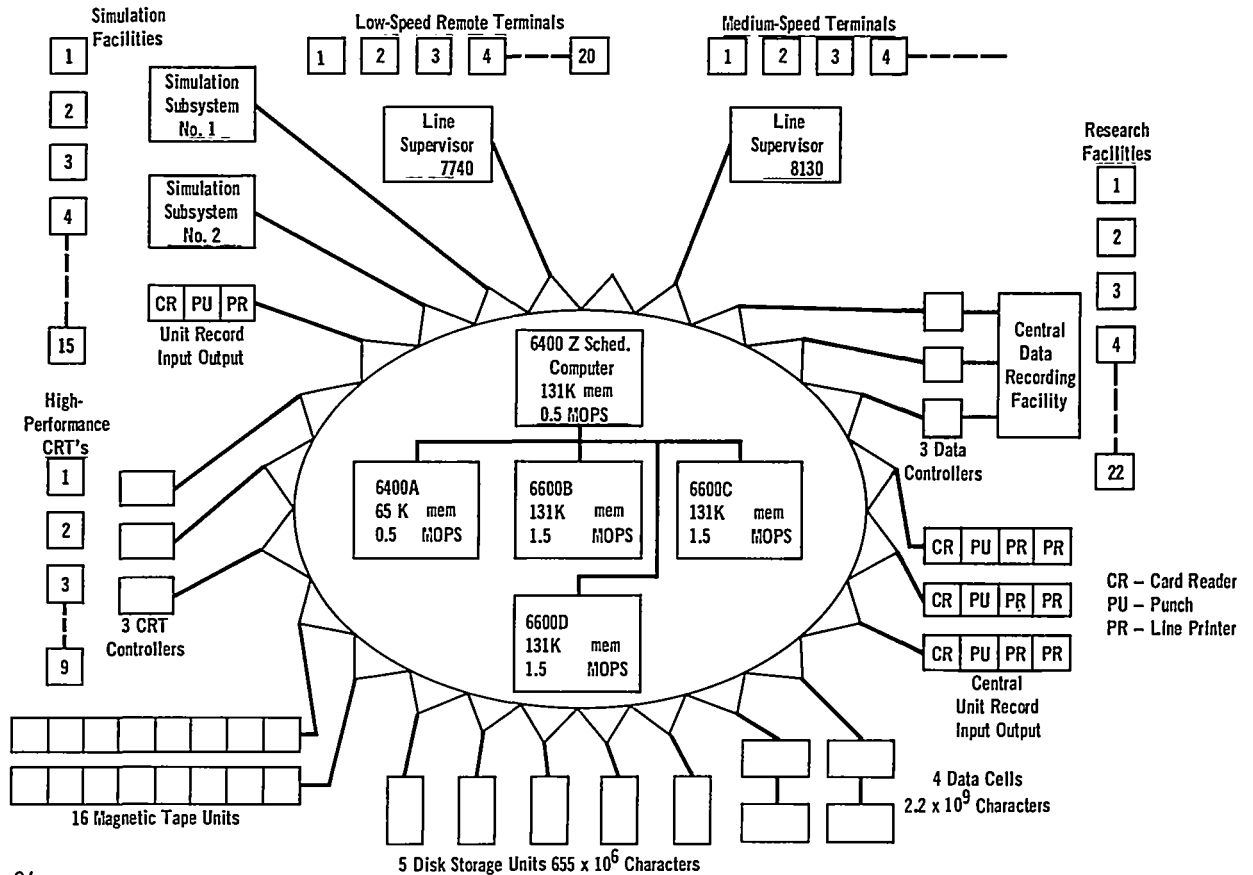 Simulation
Facilities
1
2
3
4
15
Low-Speed Remote Terminals
1 2 3 4 20
Medium-Speed Terminals
1 2 3 4
Simulation
Subsystem
No. 1
Simulation
Subsystem
No. 2
Line
Supervisor
7740
Line
Supervisor
8130
Research
Facilities
1
2
3
4
22
CR PU PR
Unit Record
Input Output
6400 Z Sched.
Computer
131K mem
0.5 MOPS
6400A
65 K mem
0.5 MOPS
6600B
131K mem
1.5 MOPS
6600C
131K mem
1.5 MOPS
6600D
131K mem
1.5 MOPS
Central
Data
Recording
Facility
3 Data
Controllers
High-
Performance
CRT's
1
2
3
9
3 CRT
Controllers
CR PU PR PR
CR PU PR PR
CR PU PR PR
Central
Unit Record
Input Output
CR – Card Reader
PU – Punch
PR – Line Printer
16 Magnetic Tape Units
5 Disk Storage Units 655 x 10⁶ Characters
4 Data Cells
2.2 x 10⁹ Characters